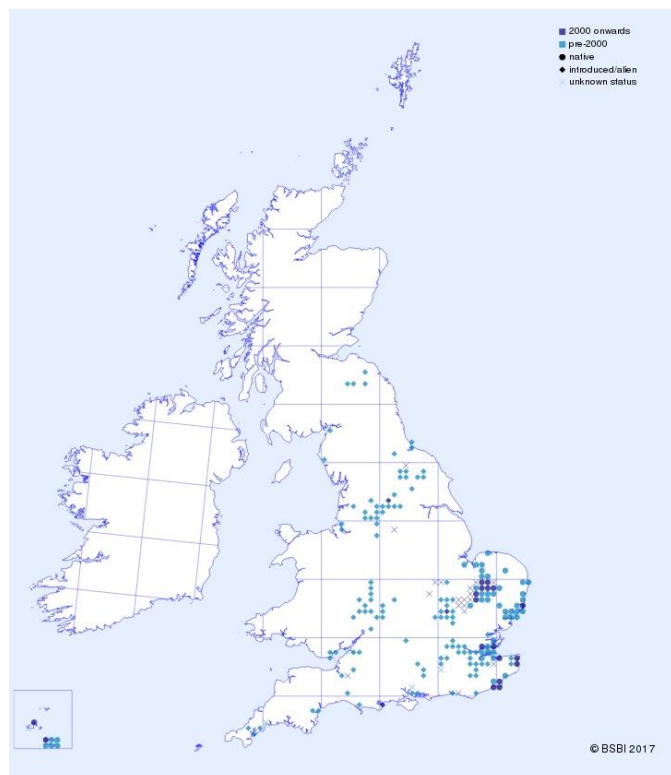 2000 onwards
pre-2000
native
introduced/alien
unknown status
© BSBI 2017